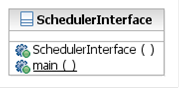 SchedulerInterface
SchedulerInterface ( )
main ( )